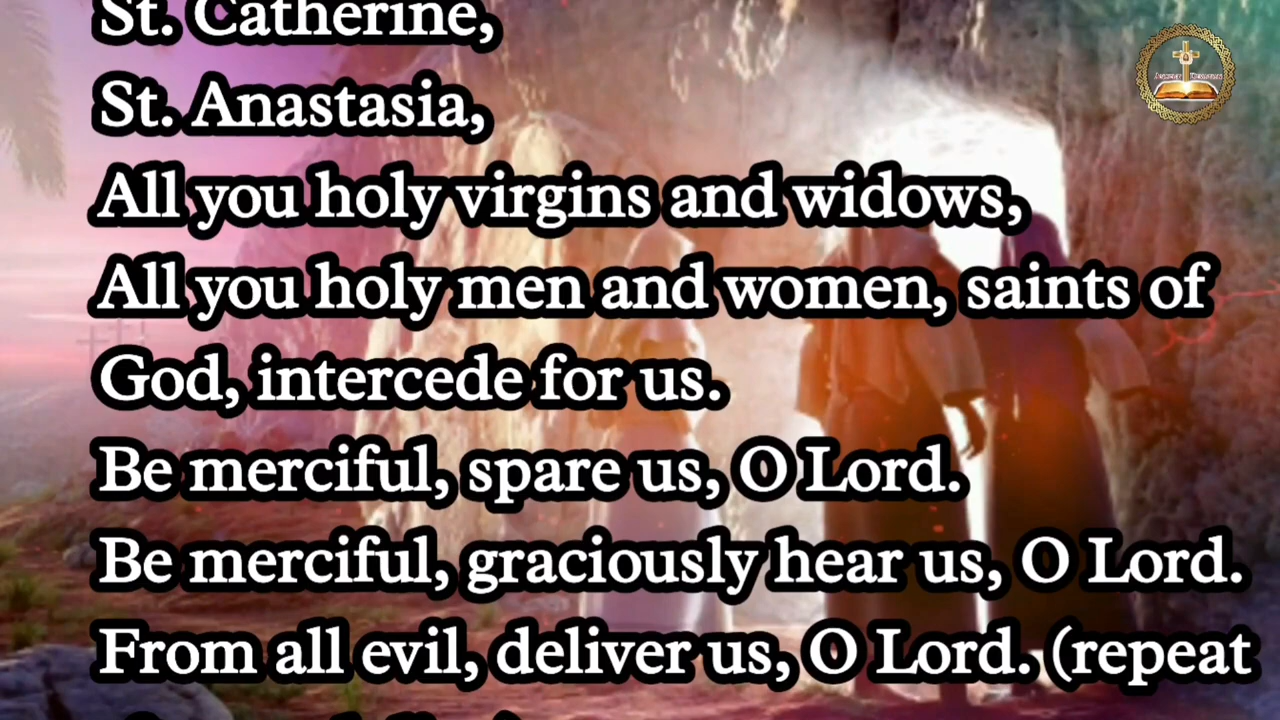 St. Catherine,
St. Anastasia,
All you holy virgins and widows,
All you holy men and women, saints of
God, intercede for us.
Be merciful, spare us, O Lord.
Be merciful, graciously hear us, O Lord.
From all evil, deliver us, O Lord. (repeat